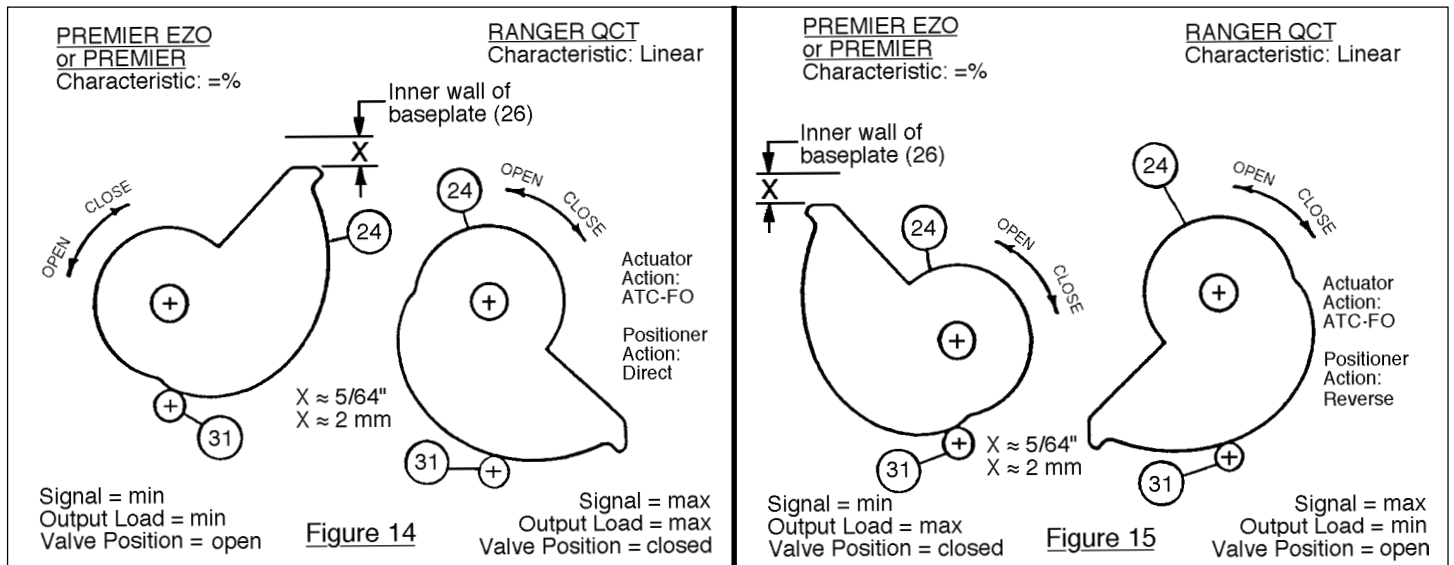 PREMIER EZO
or PREMIER
Characteristic: =%
RANGER QCT
Characteristic: Linear
Inner wall of
baseplate (26)
X
CLOSE
OPEN
24
24
OPEN
CLOSE
Actuator
Action:
ATC-FO
Positioner
Action:
Direct
X ≈ 5/64"
X ≈ 2 mm
31
31
Signal = min
Output Load = min
Valve Position = open
Figure 14
Signal = max
Output Load = max
Valve Position = closed
PREMIER EZO
or PREMIER
Characteristic: =%
RANGER QCT
Characteristic: Linear
Inner wall of
baseplate (26)
X
24
OPEN
CLOSE
24
OPEN
CLOSE
Actuator
Action:
ATC-FO
Positioner
Action:
Reverse
X ≈ 5/64"
X ≈ 2 mm
31
31
Signal = min
Output Load = max
Valve Position = closed
Figure 15
Signal = max
Output Load = min
Valve Position = open